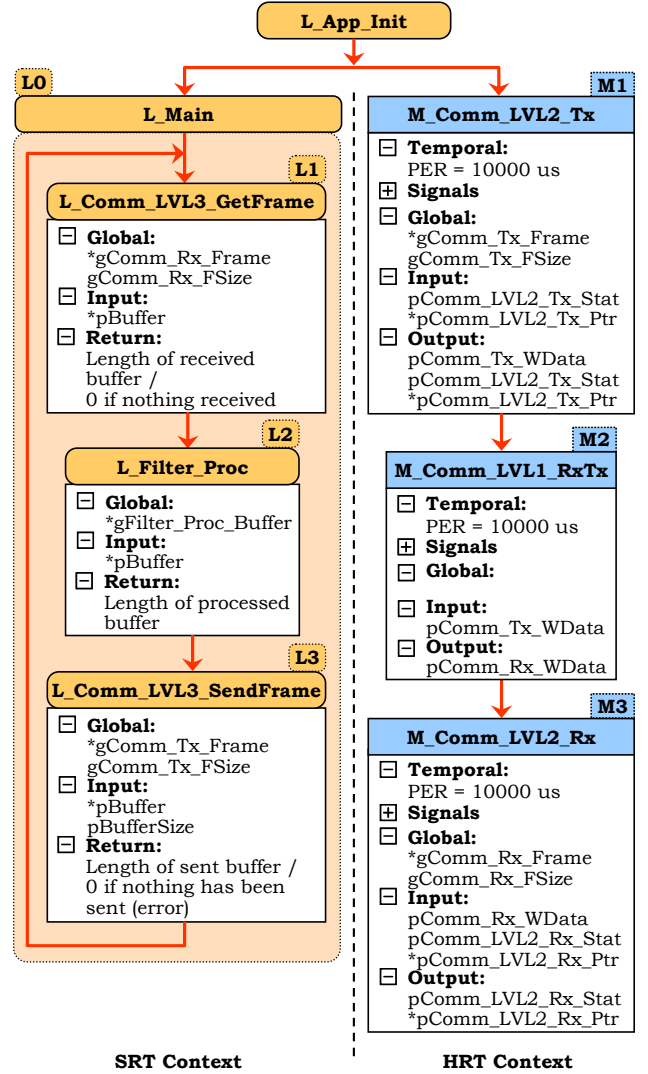 L_App_Init
L0
L_Main
L1
L_Comm_LVL3_GetFrame
Global:
*gComm_Rx_Frame
gComm_Rx_FSize
Input:
*pBuffer
Return:
Length of received
buffer /
0 if nothing received
L2
L_Filter_Proc
Global:
*gFilter_Proc_Buffer
Input:
*pBuffer
Return:
Length of processed
buffer
L3
L_Comm_LVL3_SendFrame
Global:
*gComm_Tx_Frame
gComm_Tx_FSize
Input:
*pBuffer
pBufferSize
Return:
Length of sent buffer /
0 if nothing has been
sent (error)
SRT Context
M1
M_Comm_LVL2_Tx
Temporal:
PER = 10000 us
Signals
Global:
*gComm_Tx_Frame
gComm_Tx_FSize
Input:
pComm_LVL2_Tx_Stat
*pComm_LVL2_Tx_Ptr
Output:
pComm_Tx_WData
pComm_LVL2_Tx_Stat
*pComm_LVL2_Tx_Ptr
M2
M_Comm_LVL1_RxTx
Temporal:
PER = 10000 us
Signals
Global:
Input:
pComm_Tx_WData
Output:
pComm_Rx_WData
M3
M_Comm_LVL2_Rx
Temporal:
PER = 10000 us
Signals
Global:
*gComm_Rx_Frame
gComm_Rx_FSize
Input:
pComm_Rx_WData
pComm_LVL2_Rx_Stat
*pComm_LVL2_Rx_Ptr
Output:
pComm_LVL2_Rx_Stat
*pComm_LVL2_Rx_Ptr
HRT Context